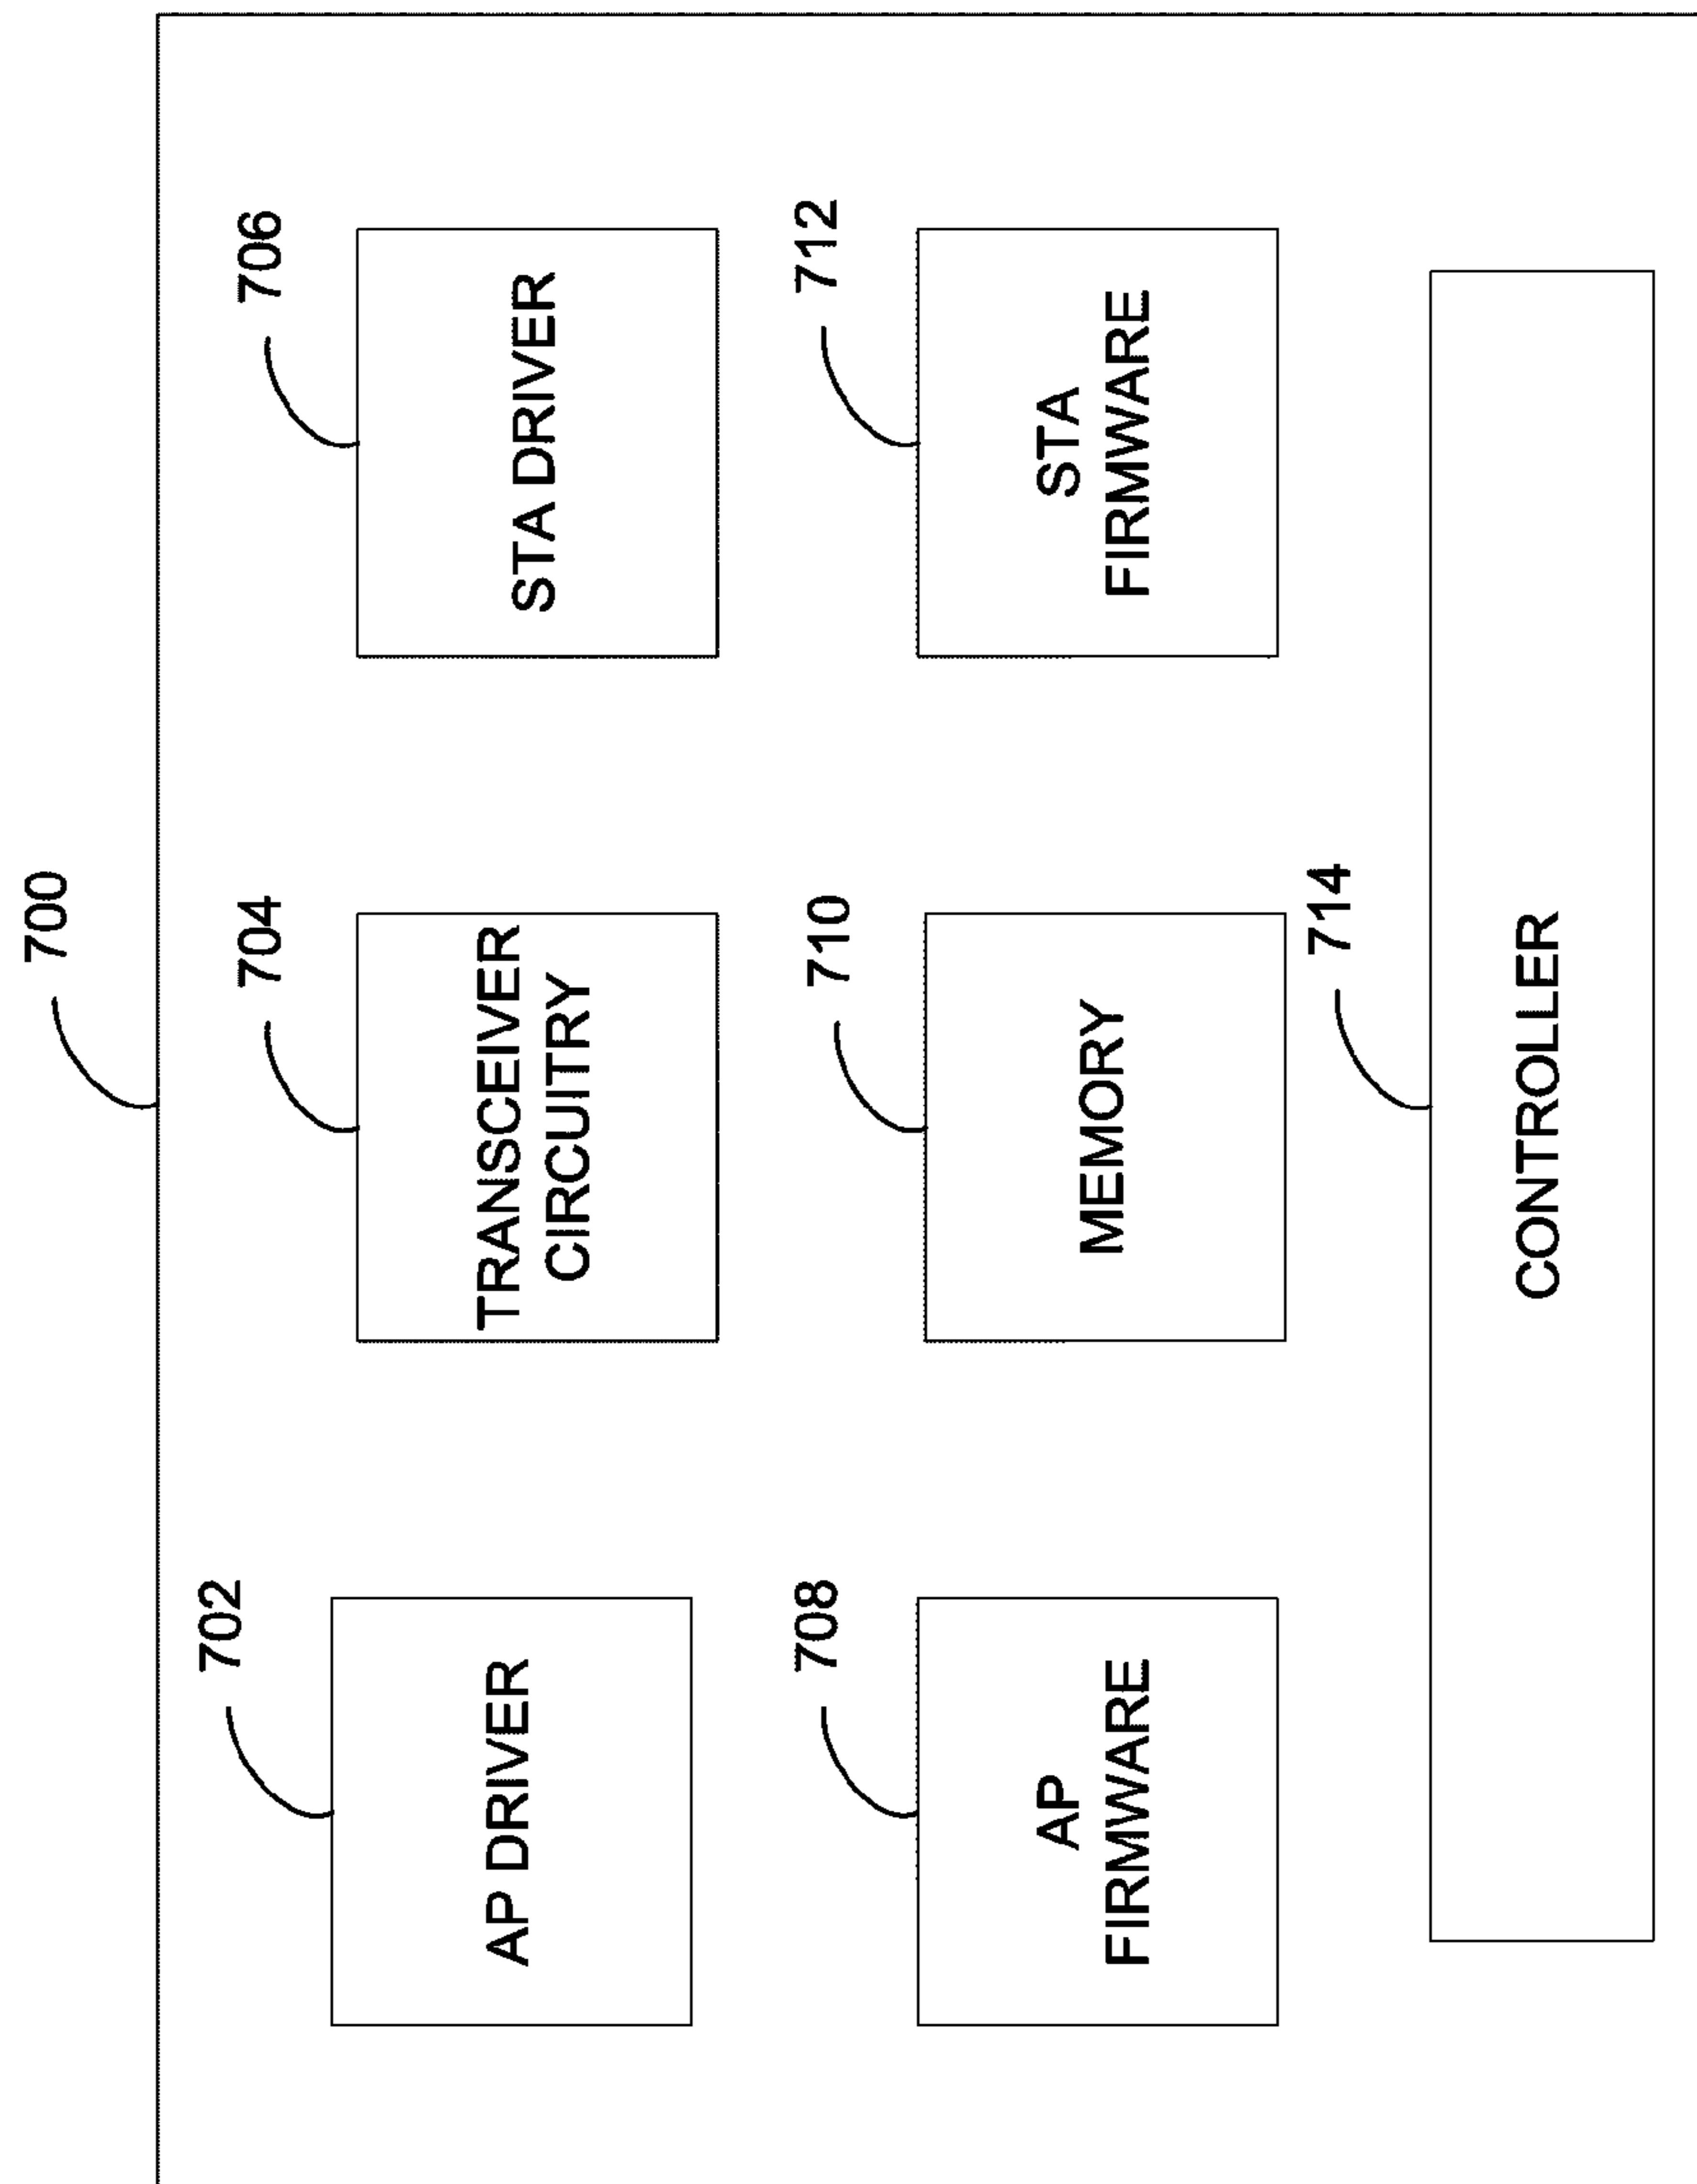 700
702
AP DRIVER
704
TRANSCEIVER
CIRCUITRY
706
STA DRIVER
708
AP
FIRMWARE
710
MEMORY
712
STA
FIRMWARE
714
CONTROLLER